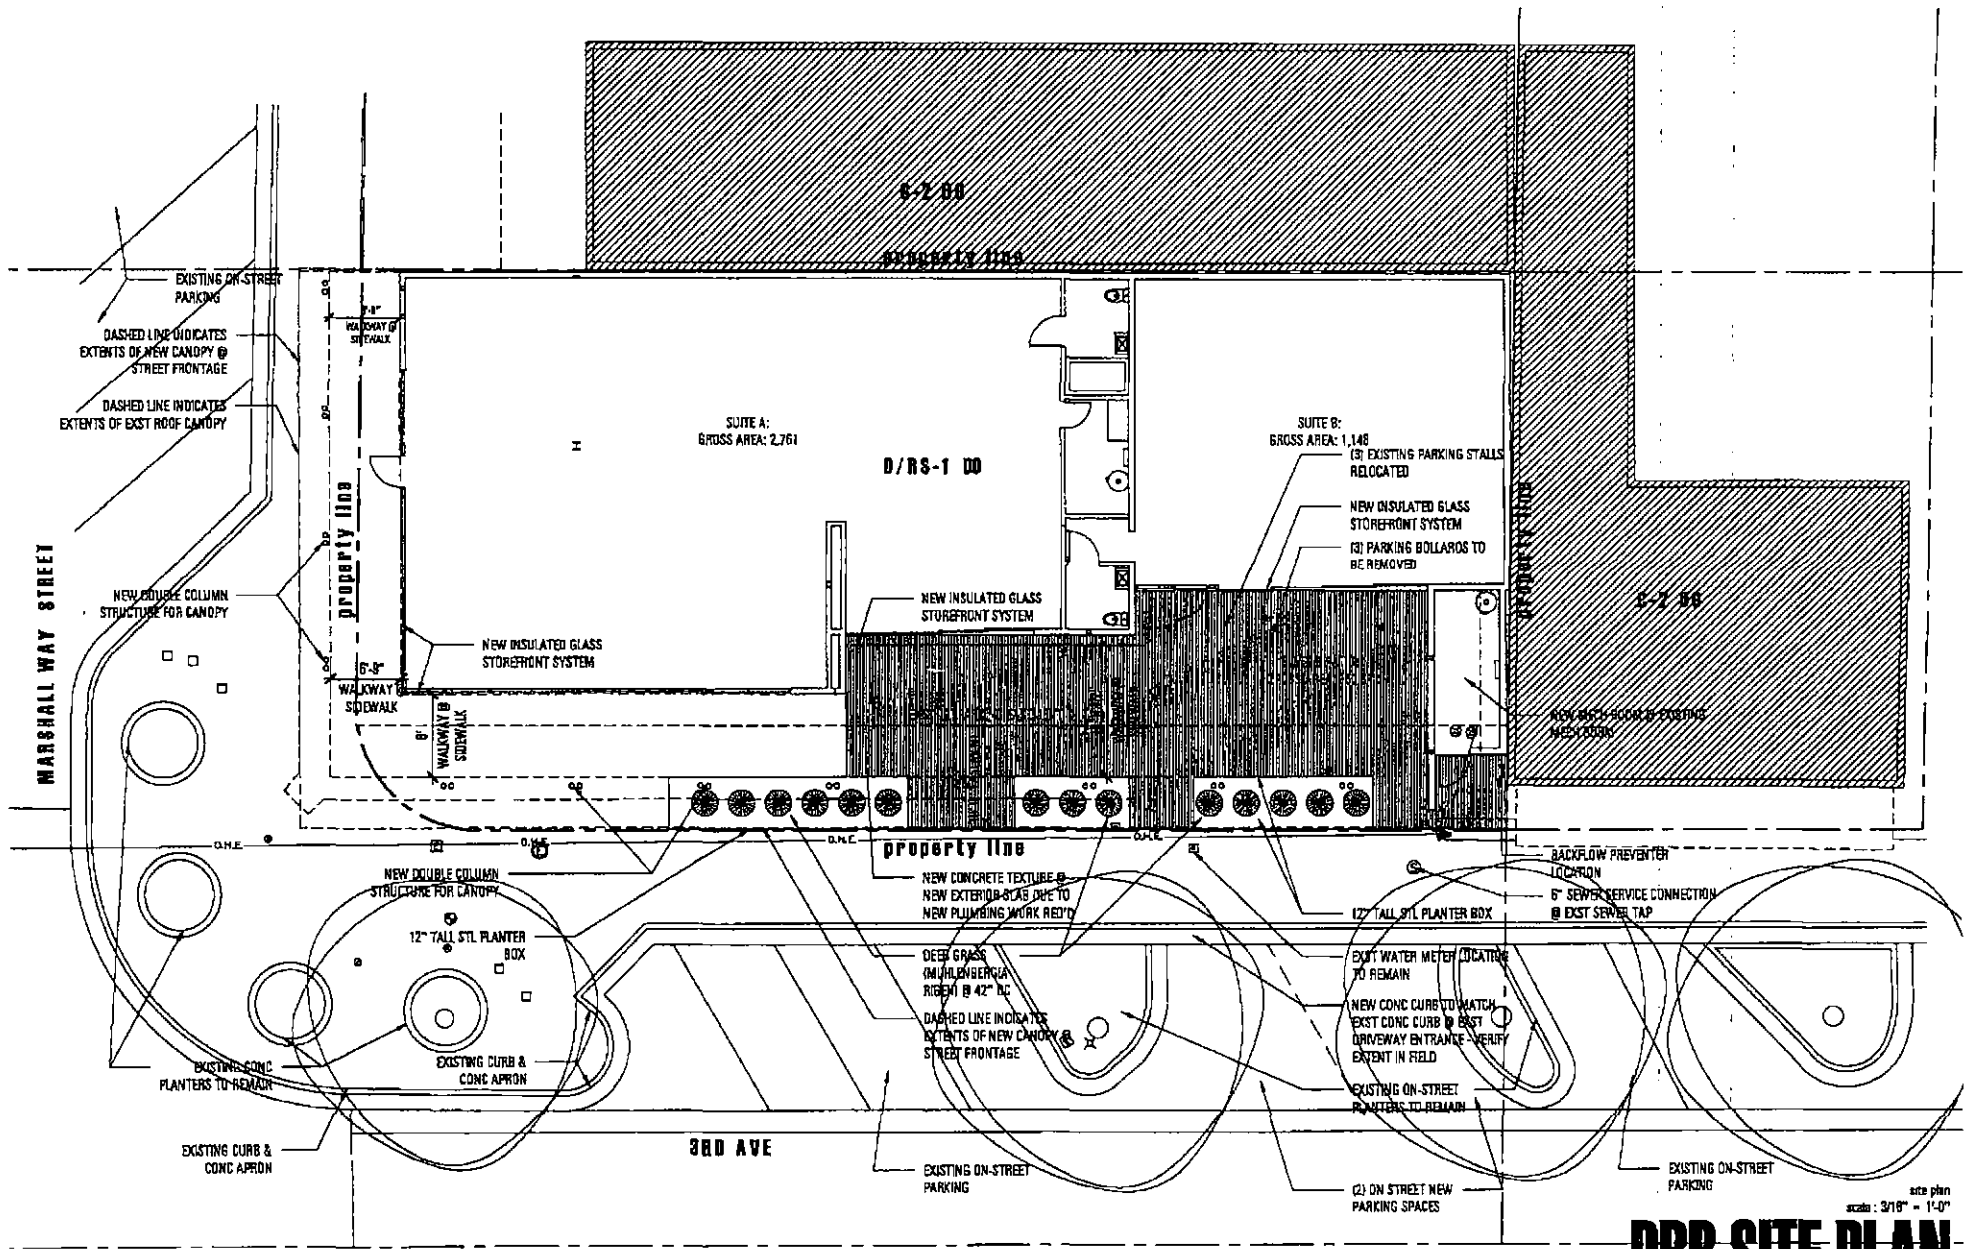 property line
EXISTING ON-STREET
PARKING
WALKWAY @
SIDEWALK
DASHED LINE INDICATES
EXTENTS OF NEW CANOPY @
STREET FRONTAGE
DASHED LINE INDICATES
EXTENTS OF EXST ROOF CANOPY
SUITE A:
GROSS AREA: 2,761
D/RS-1 DO
SUITE B:
GROSS AREA: 1,148
(3) EXISTING PARKING STALLS
RELOCATED
NEW INSULATED GLASS
STOREFRONT SYSTEM
(3) PARKING BOLLARDS TO
BE REMOVED
property line
property line
MARSHALL WAY STREET
NEW DOUBLE COLUMN
STRUCTURE FOR CANOPY
NEW INSULATED GLASS
STOREFRONT SYSTEM
NEW INSULATED GLASS
STOREFRONT SYSTEM
C-2 DO
6'-8"
WALKWAY @
SIDEWALK
8'
WALKWAY @
SIDEWALK
NEW MECH ROOM @ EXISTING
MECH ROOM
O.H.E.
O.H.E.
O.H.E.
O.H.E.
property line
NEW DOUBLE COLUMN
STRUCTURE FOR CANOPY
12" TALL STL PLANTER
BOX
NEW CONCRETE TEXTURE @
NEW EXTERIOR SLAB DUE TO
NEW PLUMBING WORK REQ'D
DEER GRASS
(MUHLENBERGIA
RIGEN) @ 42" OC
DASHED LINE INDICATES
EXTENTS OF NEW CANOPY @
STREET FRONTAGE
BACKFLOW PREVENTER
LOCATION
6" SEWER SERVICE CONNECTION
@ EXST SEWER TAP
12" TALL STL PLANTER BOX
EXST WATER METER LOCATION
TO REMAIN
NEW CONC CURB TO MATCH
EXST CONC CURB @ EAST
DRIVEWAY ENTRANCE - VERIFY
EXTENT IN FIELD
EXISTING ON-STREET
PLANTERS TO REMAIN
EXISTING CONC
PLANTERS TO REMAIN
EXISTING CURB &
CONC APRON
EXISTING CURB &
CONC APRON
3RD AVE
EXISTING ON-STREET
PARKING
(2) ON STREET NEW
PARKING SPACES
EXISTING ON-STREET
PARKING
site plan
scale : 3/16" = 1'-0"
DRB SITE PLAN